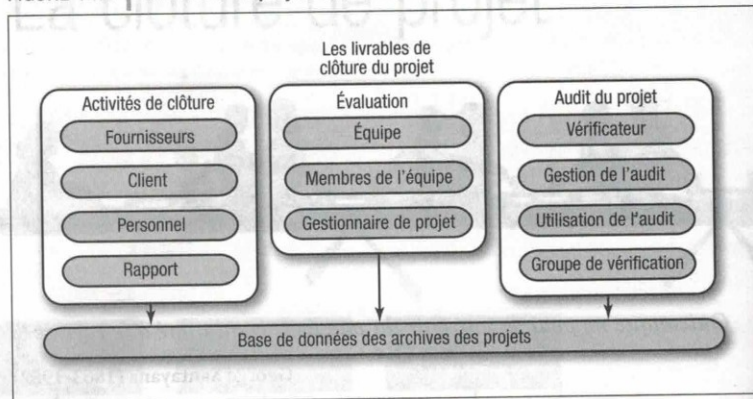 Les livrables de
clôture du projet
Activités de clôture
Fournisseurs
Client
Personnel
Rapport
Évaluation
Équipe
Membres de l'équipe
Gestionnaire de projet
Audit du projet
Vérificateur
Gestion de l'audit
Utilisation de l'audit
Groupe de vérification
Base de données des archives des projets